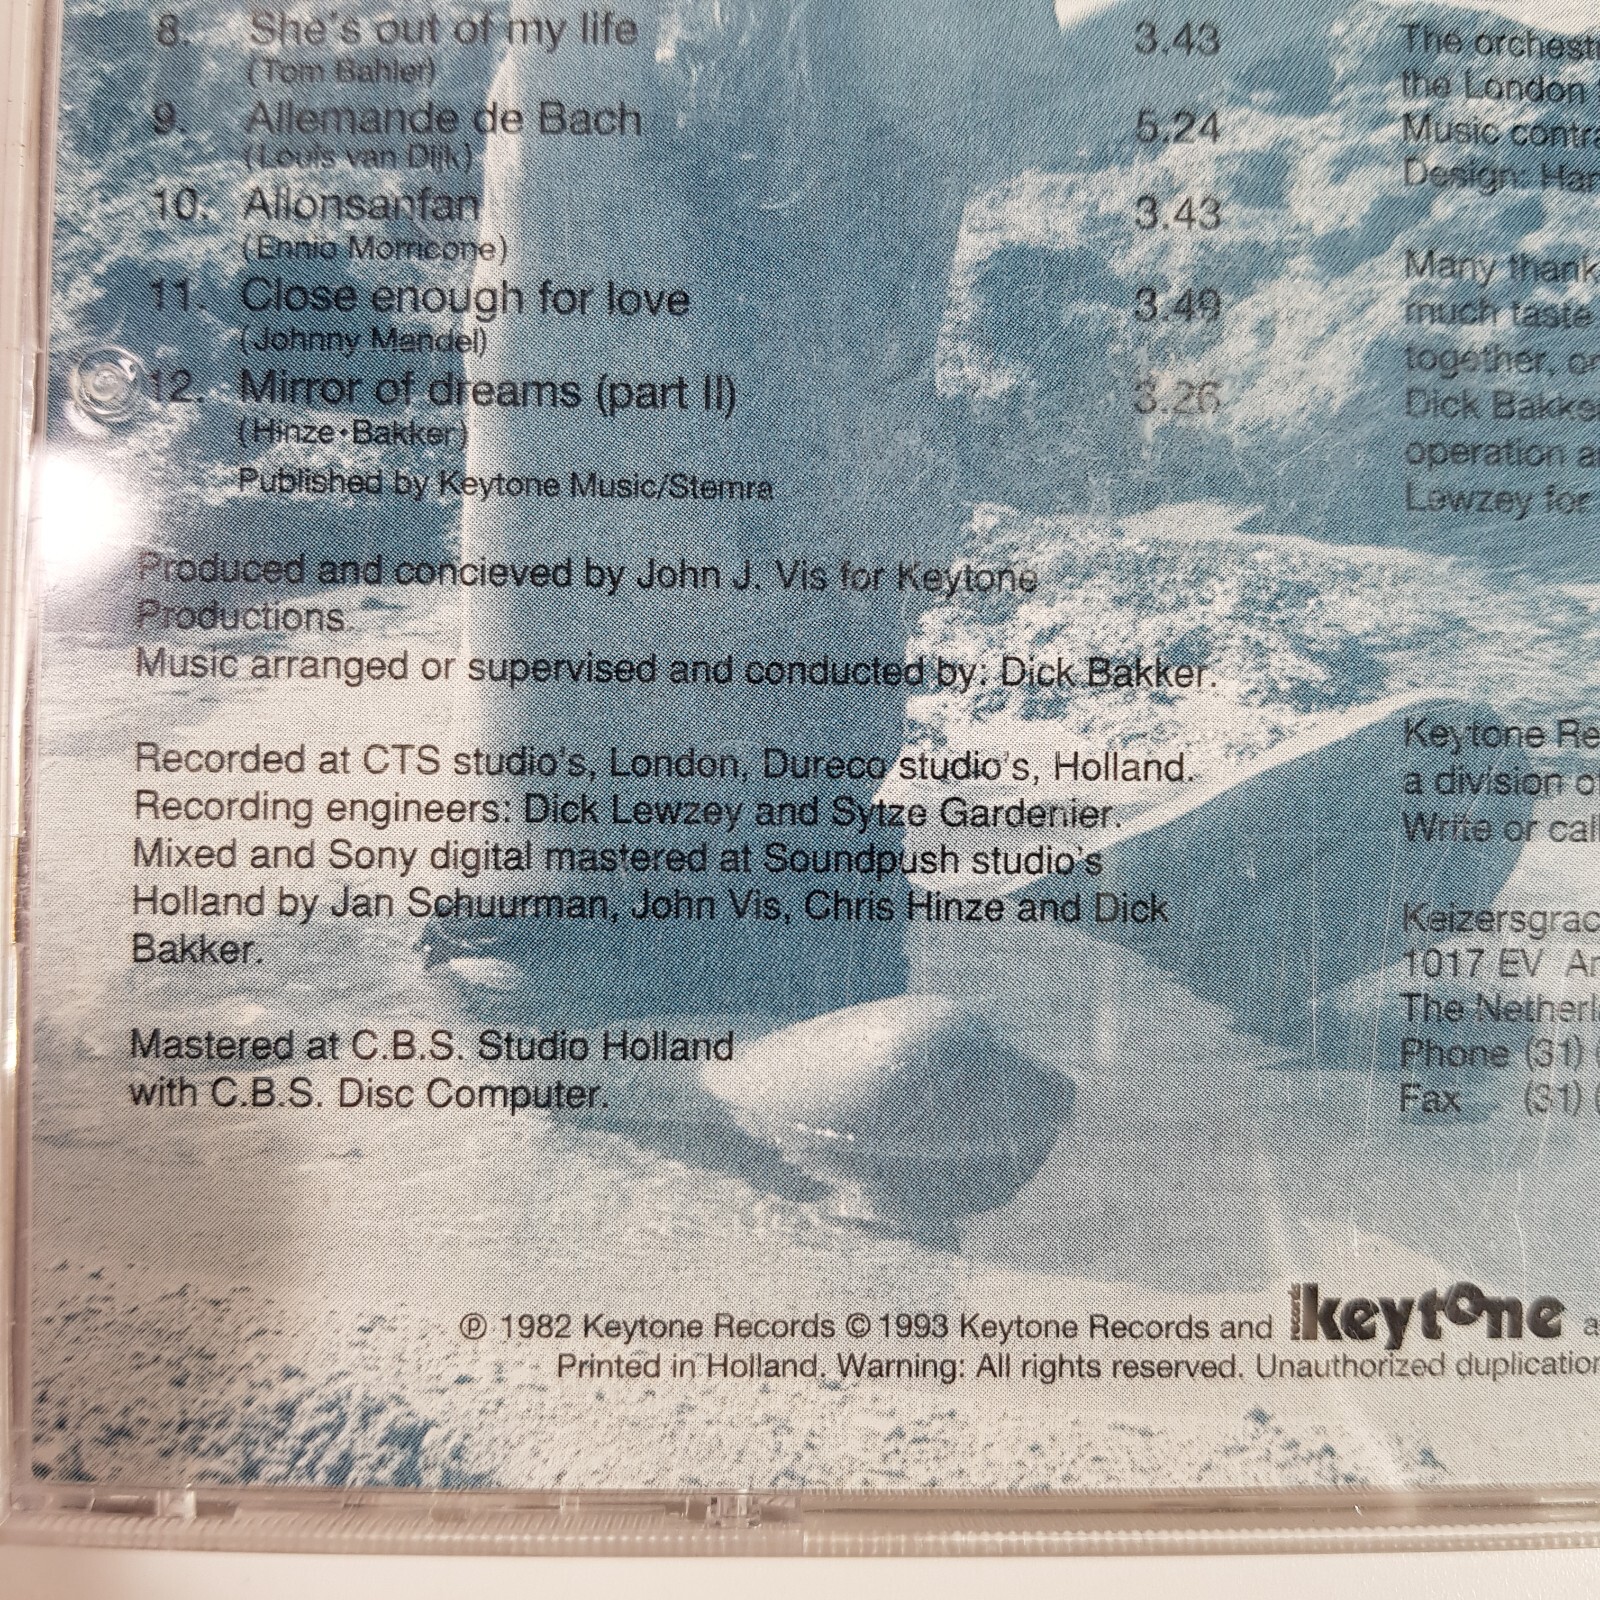 8. She's out of my life 3.43
(Tom Bahler)
9. Allemande de Bach 5.24
(Louis van Dijk)
10. Allonsanfan 3.43
(Ennio Morricone)
11. Close enough for love 3.49
(Johnny Mandel)
12. Mirror of dreams (part II) 3.26
(Hinze·Bakker)
Published by Keytone Music/Stemra
Produced and concieved by John J. Vis for Keytone
Productions.
Music arranged or supervised and conducted by: Dick Bakker.
Recorded at CTS studio's, London, Dureco studio's, Holland.
Recording engineers: Dick Lewzey and Sytze Gardenier.
Mixed and Sony digital mastered at Soundpush studio's
Holland by Jan Schuurman, John Vis, Chris Hinze and Dick
Bakker.
Mastered at C.B.S. Studio Holland
with C.B.S. Disc Computer.
The orchest
the London
Music contra
Design: Han
Many thank
much taste
together, on
Dick Bakke
operation a
Lewzey for
Keytone Re
a division o
Write or call
Keizersgrac
1017 EV Am
The Netherl
Phone (31) (
Fax (31) (
℗ 1982 Keytone Records © 1993 Keytone Records and keytone a
Printed in Holland. Warning: All rights reserved. Unauthorized duplication